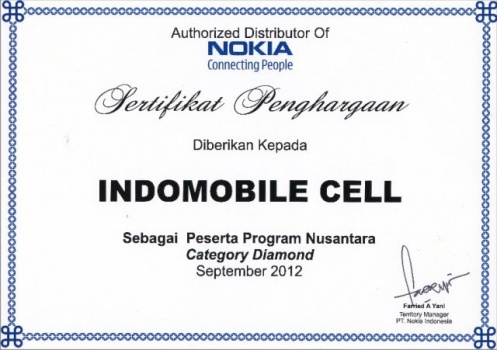 Authorized Distributor Of
NOKIA
Connecting People
Sertifikat Penghargaan
Diberikan Kepada
INDOMOBILE CELL
Sebagai Peserta Program Nusantara
Category Diamond
September 2012
Farried A Yani
Territory Manager
PT. Nokia Indonesia